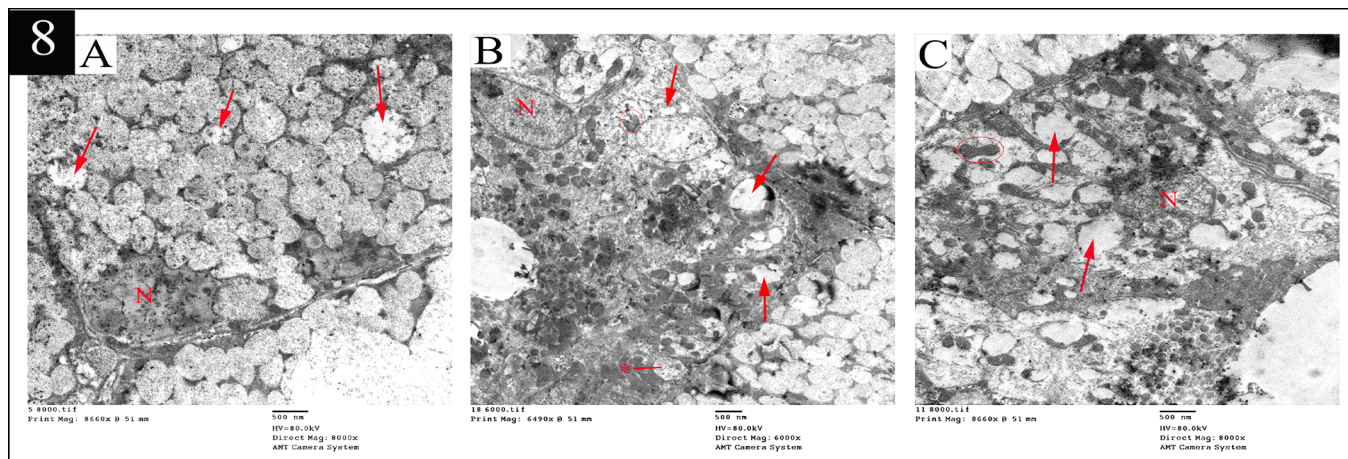 8
A
N
5 8000.tif
Print Mag: 8660x @ 51 mm
500 nm
HV=80.0kV
Direct Mag: 8000x
AMT Camera System
B
N
*
18 6000.tif
Print Mag: 6490x @ 51 mm
500 nm
HV=80.0kV
Direct Mag: 6000x
AMT Camera System
C
N
11 8000.tif
Print Mag: 8660x @ 51 mm
500 nm
HV=80.0kV
Direct Mag: 8000x
AMT Camera System